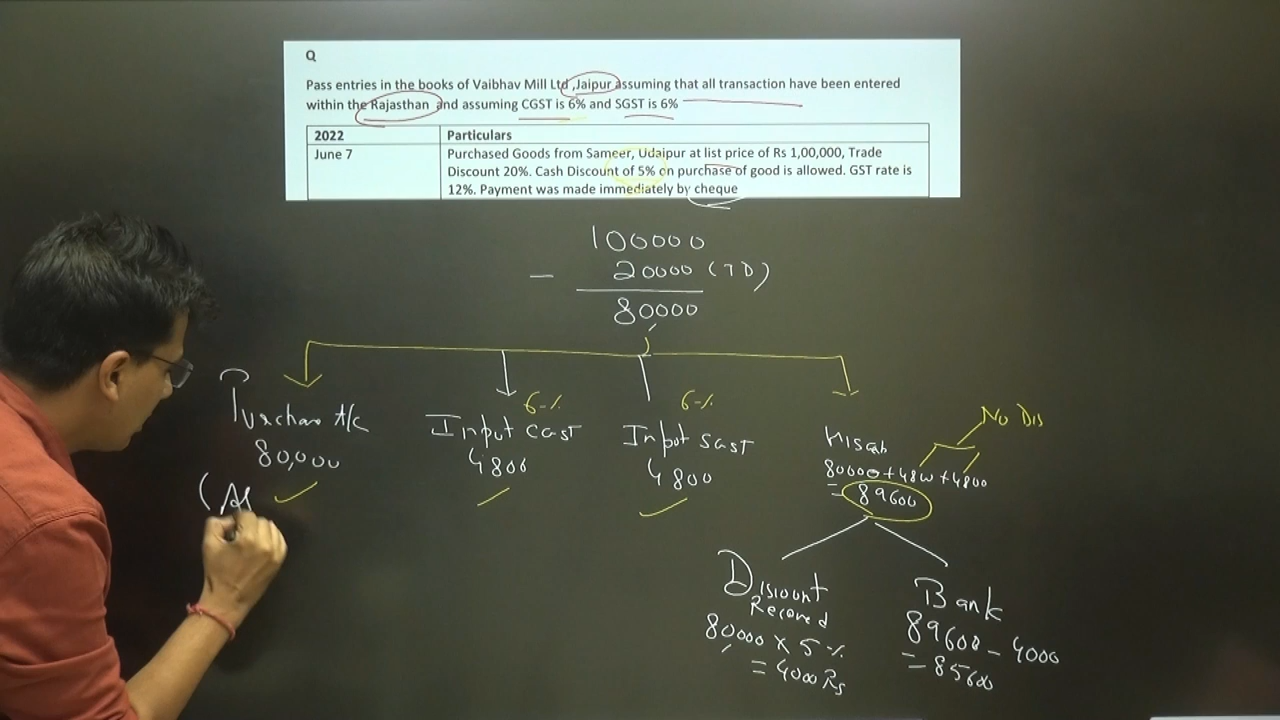 Q
Pass entries in the books of Vaibhav Mill Ltd ,Jaipur assuming that all transaction have been entered
within the Rajasthan and assuming CGST is 6% and SGST is 6%
2022 Particulars
June 7 Purchased Goods from Sameer, Udaipur at list price of Rs 1,00,000, Trade
Discount 20%. Cash Discount of 5% on purchase of good is allowed. GST rate is
12%. Payment was made immediately by cheque
100000
- 20000 (TD)
80000
Purchase A/c
80,000
6%
Input CGST
4800
6%
Input SGST
4800
No Dis
Hisab
80000 + 4800 + 4800
= 89600
Discount
Received
80000 x 5%
= 4000 Rs
Bank
89600 - 4000
= 85600